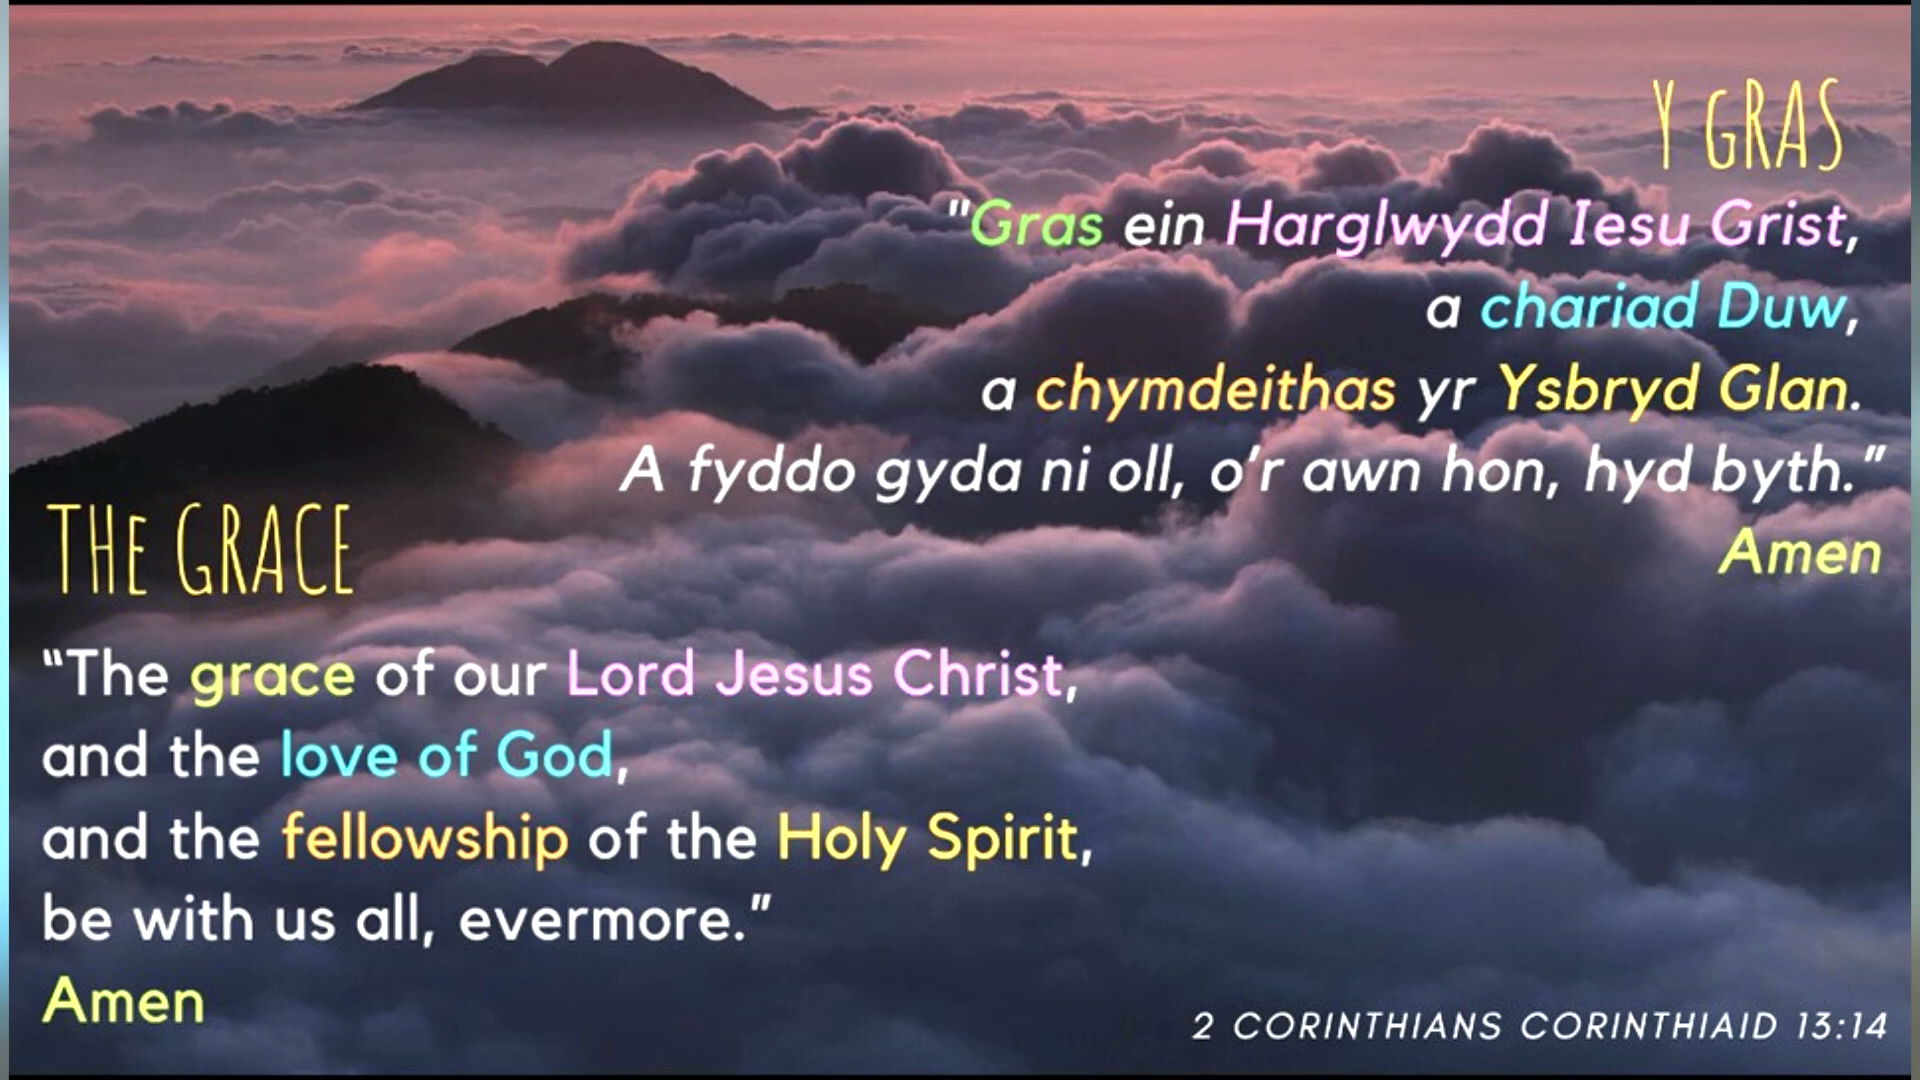 Y GRAS
"Gras ein Harglwydd Iesu Grist,
a chariad Duw,
a chymdeithas yr Ysbryd Glan.
A fyddo gyda ni oll, o'r awn hon, hyd byth.”
Amen
THE GRACE
“The grace of our Lord Jesus Christ,
and the love of God,
and the fellowship of the Holy Spirit,
be with us all, evermore.”
Amen
2 CORINTHIANS CORINTHIAID 13:14